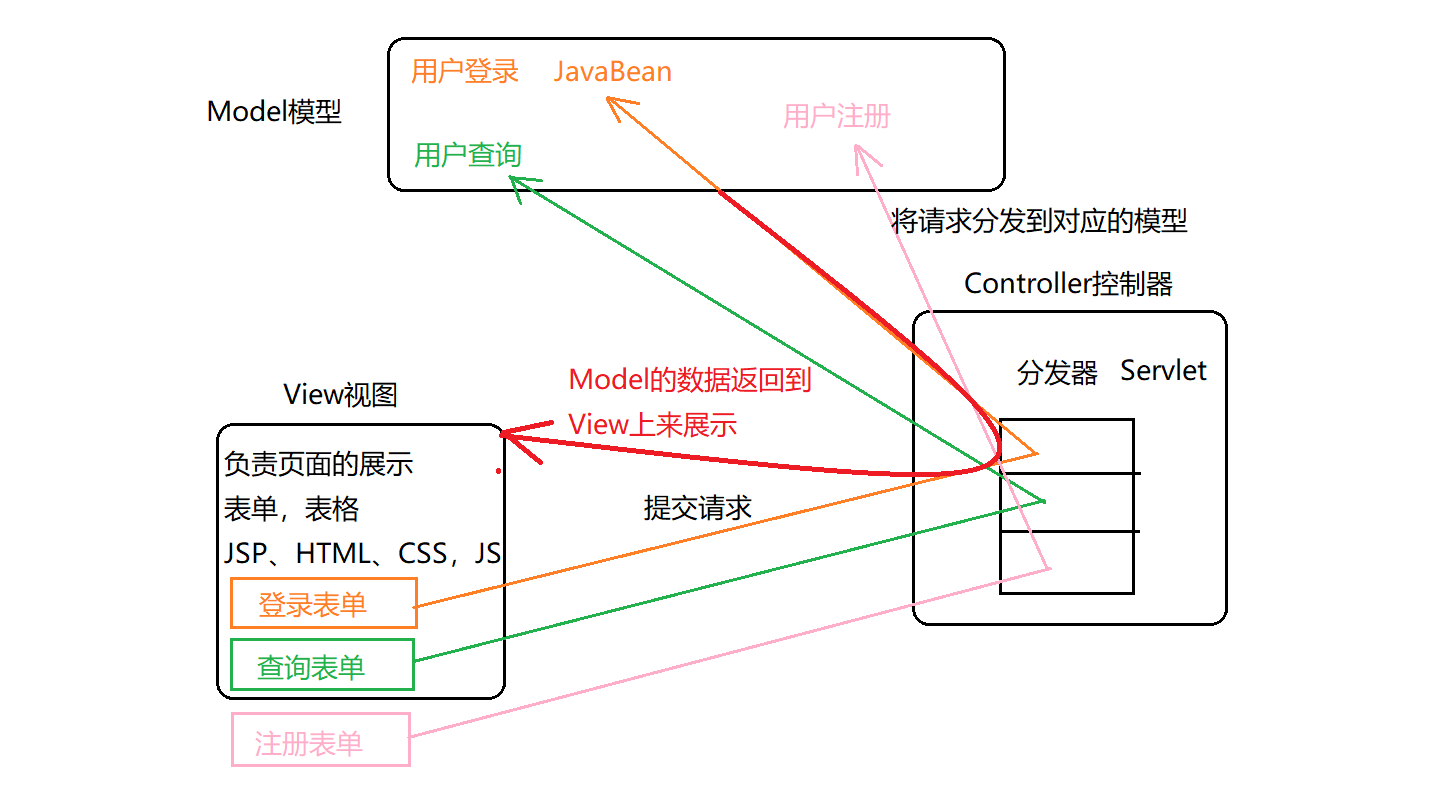 用户登录 JavaBean
Model模型
用户注册
用户查询
将请求分发到对应的模型
Controller控制器
分发器 Servlet
Model的数据返回到
View上来展示
View视图
负责页面的展示
表单，表格
JSP、HTML、CSS，JS
提交请求
登录表单
查询表单
注册表单